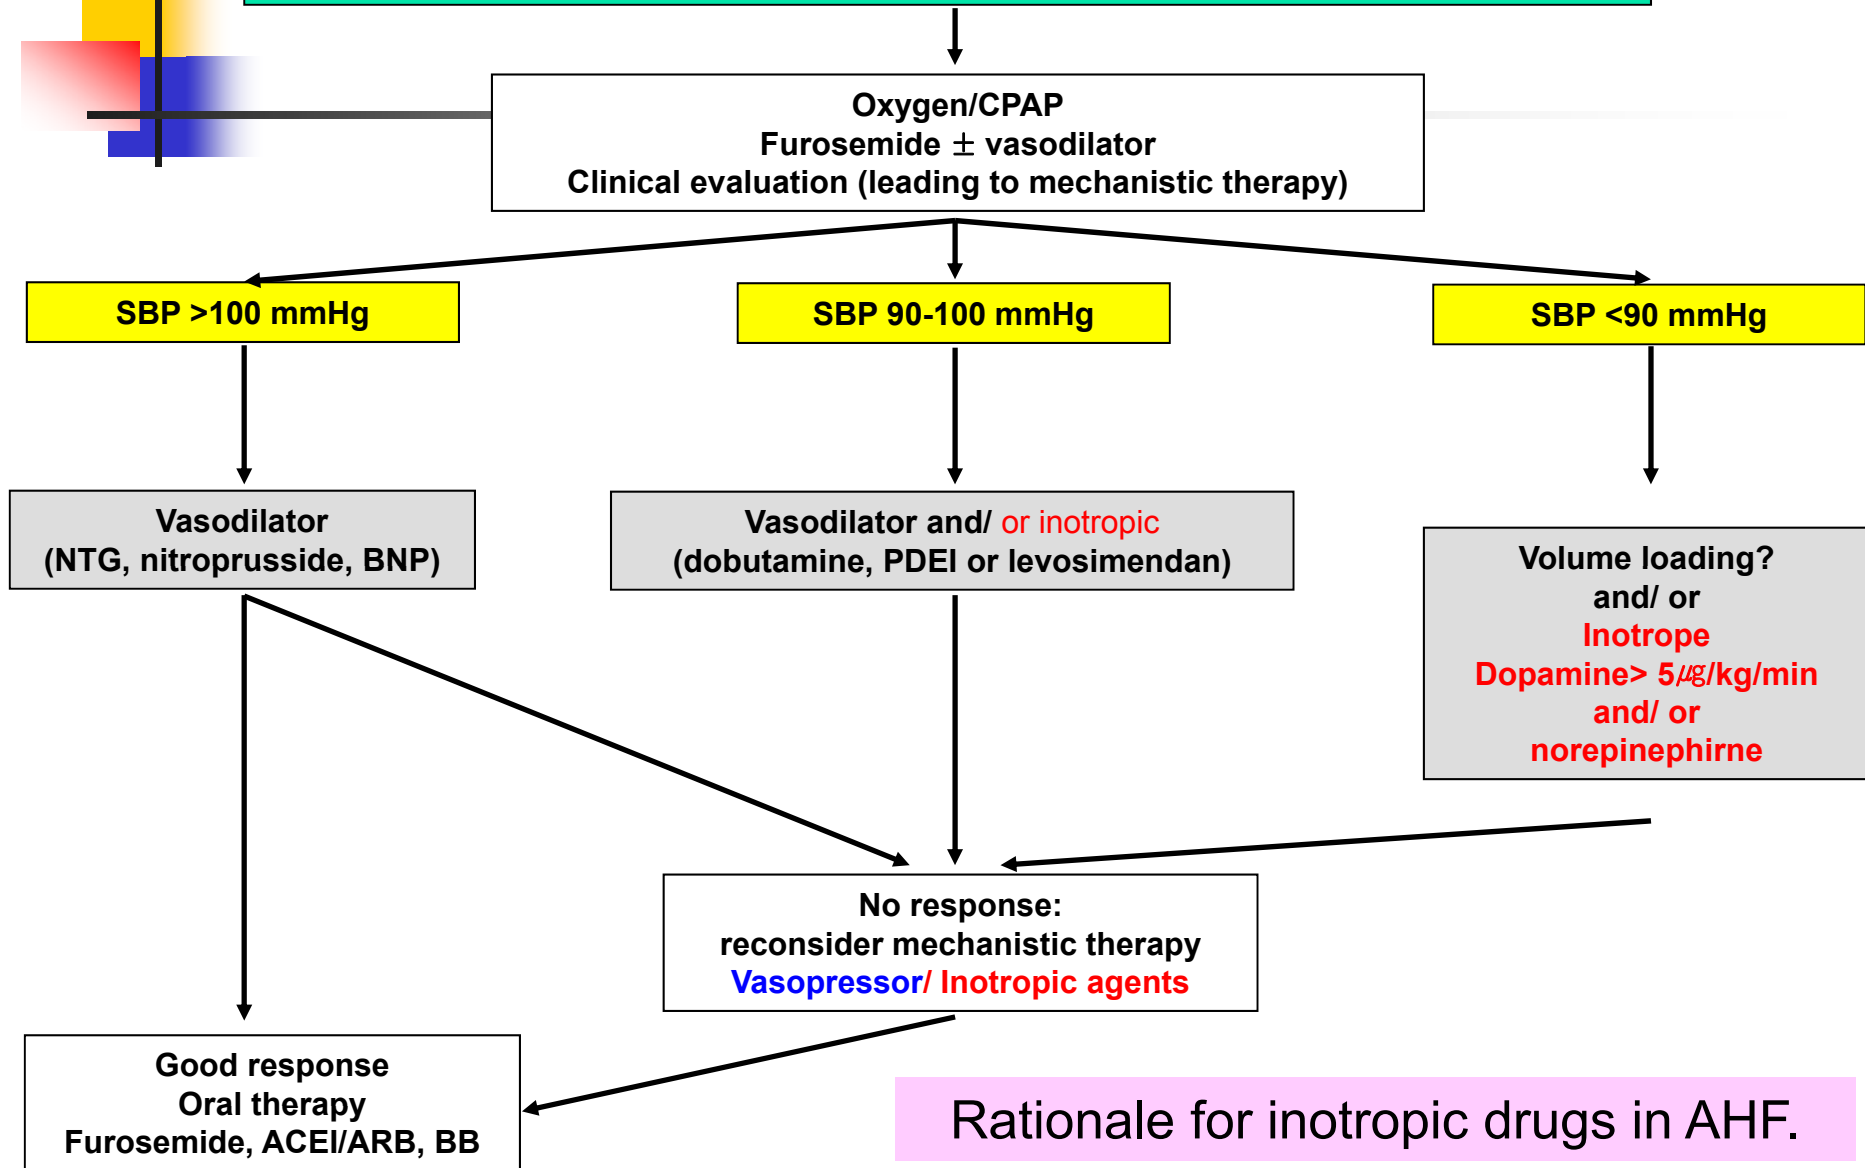 Oxygen/CPAP
Furosemide ± vasodilator
Clinical evaluation (leading to mechanistic therapy)
SBP >100 mmHg
SBP 90-100 mmHg
SBP <90 mmHg
Vasodilator
(NTG, nitroprusside, BNP)
Vasodilator and/ or inotropic
(dobutamine, PDEI or levosimendan)
Volume loading?
and/ or
Inotrope
Dopamine> 5㎍/kg/min
and/ or
norepinephirne
No response:
reconsider mechanistic therapy
Vasopressor/ Inotropic agents
Good response
Oral therapy
Furosemide, ACEI/ARB, BB
Rationale for inotropic drugs in AHF.